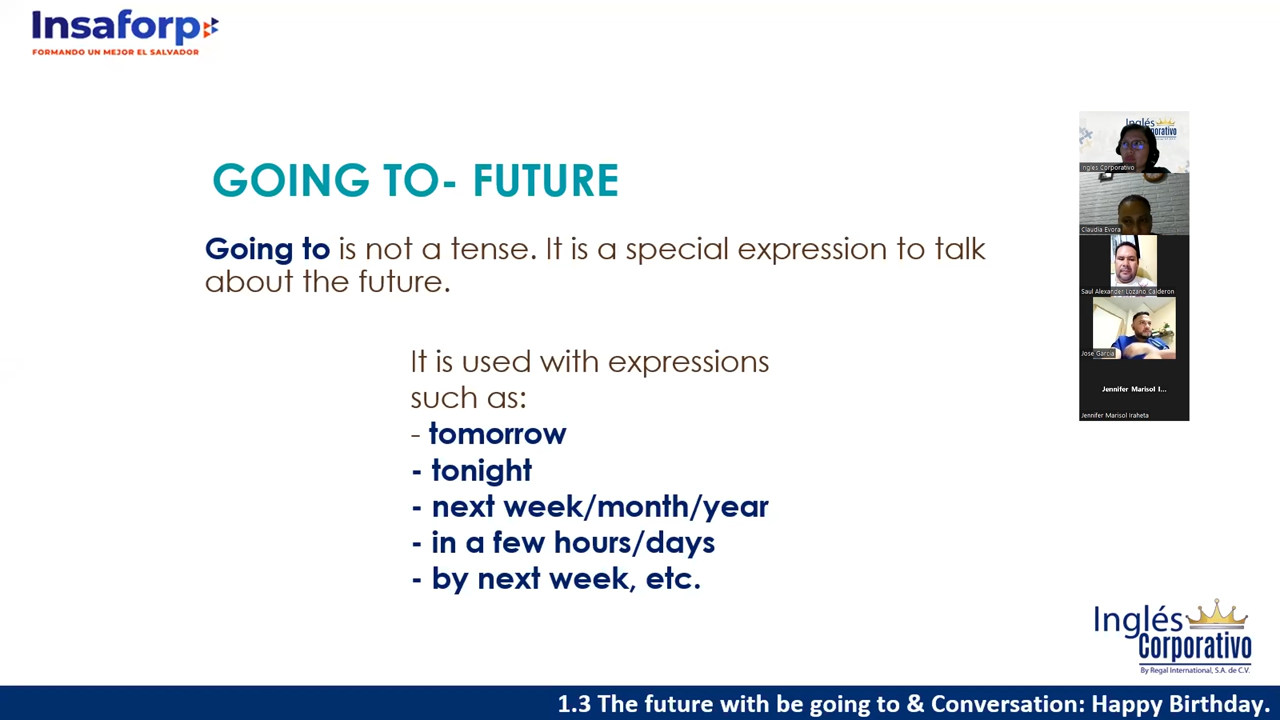 Insaforp
FORMANDO UN MEJOR EL SALVADOR
GOING TO- FUTURE
Going to is not a tense. It is a special expression to talk
about the future.
It is used with expressions
such as:
- tomorrow
- tonight
- next week/month/year
- in a few hours/days
- by next week, etc.
Inglés
Corporativo
Inglés Corporativo
Claudia Evora
Saul Alexander Lozano Calderon
Jose Garcia
Jennifer Marisol I...
Jennifer Marisol Iraheta
Inglés
Corporativo
By Regal International, S.A. de C.V.
1.3 The future with be going to & Conversation: Happy Birthday.